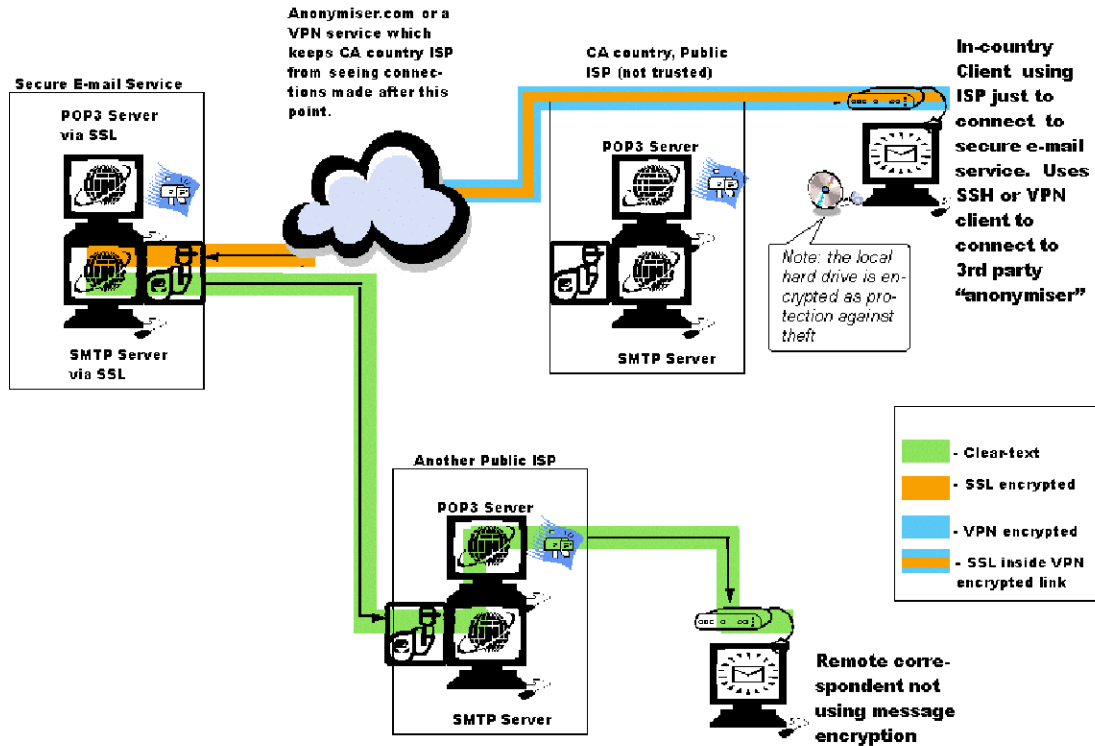 Anonymiser.com or a
VPN service which
keeps CA country ISP
from seeing connec-
tions made after this
point.
CA country, Public
ISP (not trusted)
In-country
Client using
ISP just to
connect to
secure e-mail
service. Uses
SSH or VPN
client to
connect to
3rd party
“anonymiser”
Secure E-mail Service
POP3 Server
via SSL
SMTP Server
via SSL
POP3 Server
SMTP Server
Note: the local
hard drive is en-
crypted as pro-
tection against
theft
- Clear-text
- SSL encrypted
- VPN encrypted
- SSL inside VPN
encrypted link
Another Public ISP
POP3 Server
SMTP Server
Remote corre-
spondent not
using message
encryption